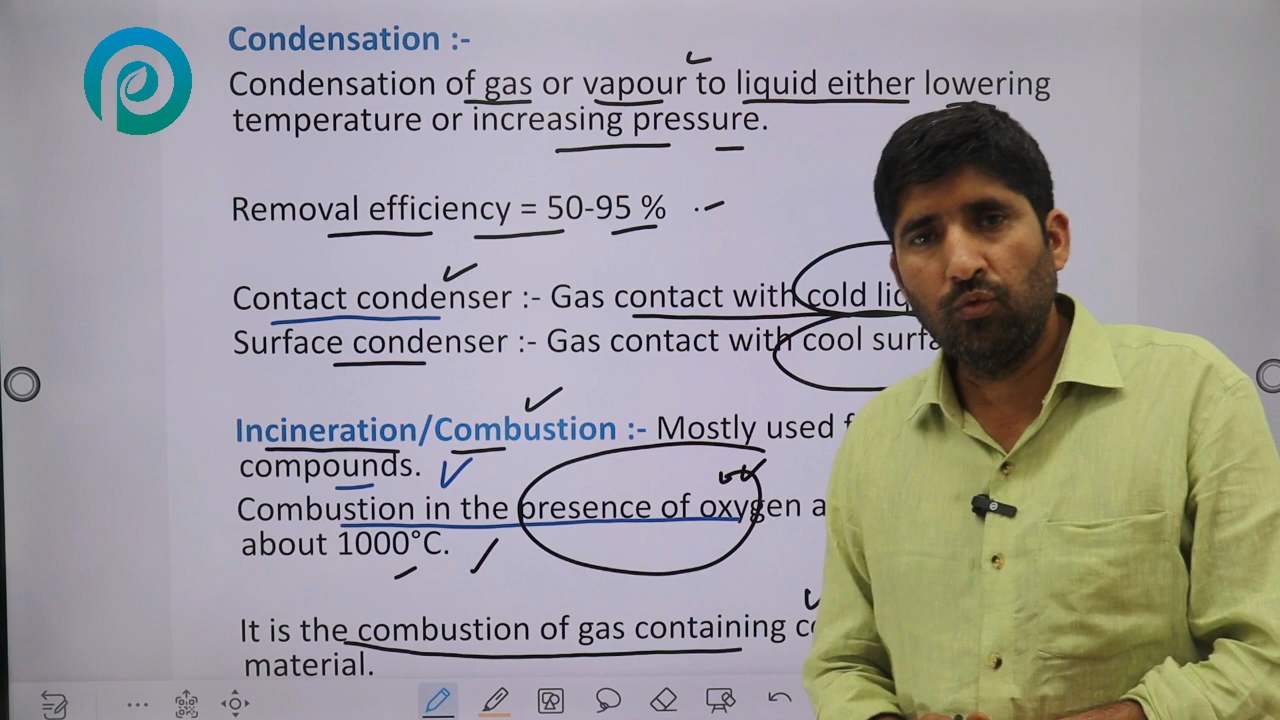 Condensation :-
Condensation of gas or vapour to liquid either lowering
temperature or increasing pressure.
Removal efficiency = 50-95 %
Contact condenser :- Gas contact with cold
Surface condenser :- Gas contact with cool
Incineration/Combustion :- Mostly used
compounds.
Combustion in the presence of oxygen
about 1000°C.
It is the combustion of gas containing
material.